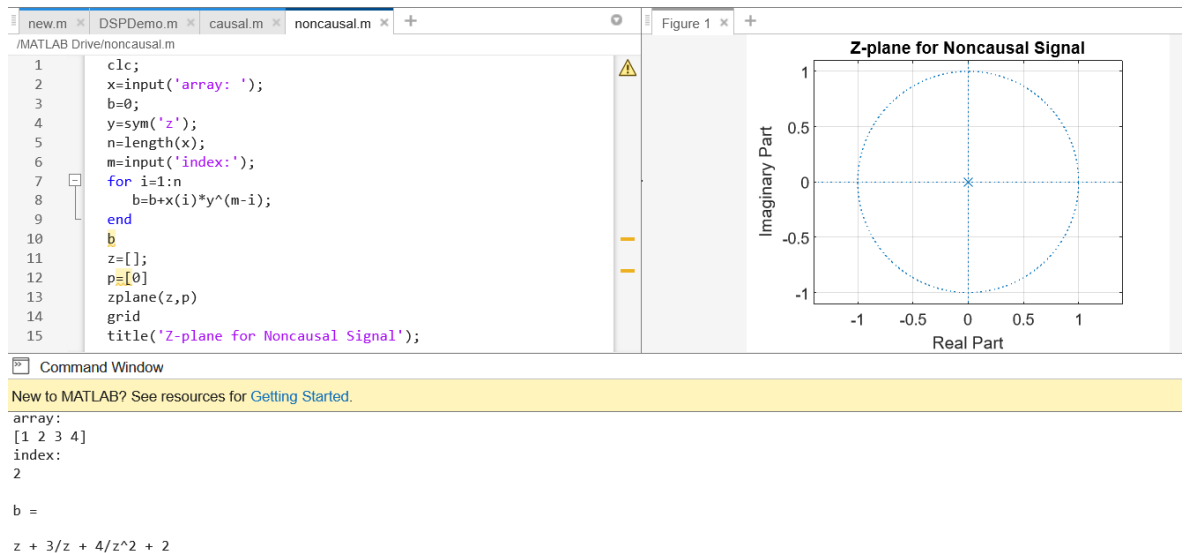 new.m × DSPDemo.m × causal.m × noncausal.m × +
/MATLAB Drive/noncausal.m
1 clc;
2 x=input('array: ');
3 b=0;
4 y=sym('z');
5 n=length(x);
6 m=input('index:');
7 for i=1:n
8 b=b+x(i)*y^(m-i);
9 end
10 b
11 z=[];
12 p=[0]
13 zplane(z,p)
14 grid
15 title('Z-plane for Noncausal Signal');
Figure 1 × +
Z-plane for Noncausal Signal
Imaginary Part
1
0.5
0
-0.5
-1
-1 -0.5 0 0.5 1
Real Part
Command Window
New to MATLAB? See resources for Getting Started.
array:
[1 2 3 4]
index:
2
b =
z + 3/z + 4/z^2 + 2